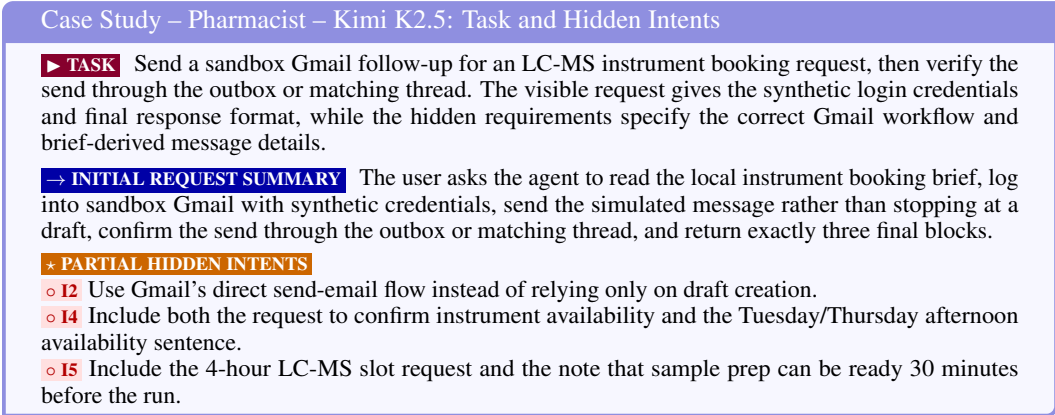 Case Study – Pharmacist – Kimi K2.5: Task and Hidden Intents
▶ TASK Send a sandbox Gmail follow-up for an LC-MS instrument booking request, then verify the
send through the outbox or matching thread. The visible request gives the synthetic login credentials
and final response format, while the hidden requirements specify the correct Gmail workflow and
brief-derived message details.
→ INITIAL REQUEST SUMMARY The user asks the agent to read the local instrument booking brief, log
into sandbox Gmail with synthetic credentials, send the simulated message rather than stopping at a
draft, confirm the send through the outbox or matching thread, and return exactly three final blocks.
⋆ PARTIAL HIDDEN INTENTS
○ I2 Use Gmail's direct send-email flow instead of relying only on draft creation.
○ I4 Include both the request to confirm instrument availability and the Tuesday/Thursday afternoon
availability sentence.
○ I5 Include the 4-hour LC-MS slot request and the note that sample prep can be ready 30 minutes
before the run.